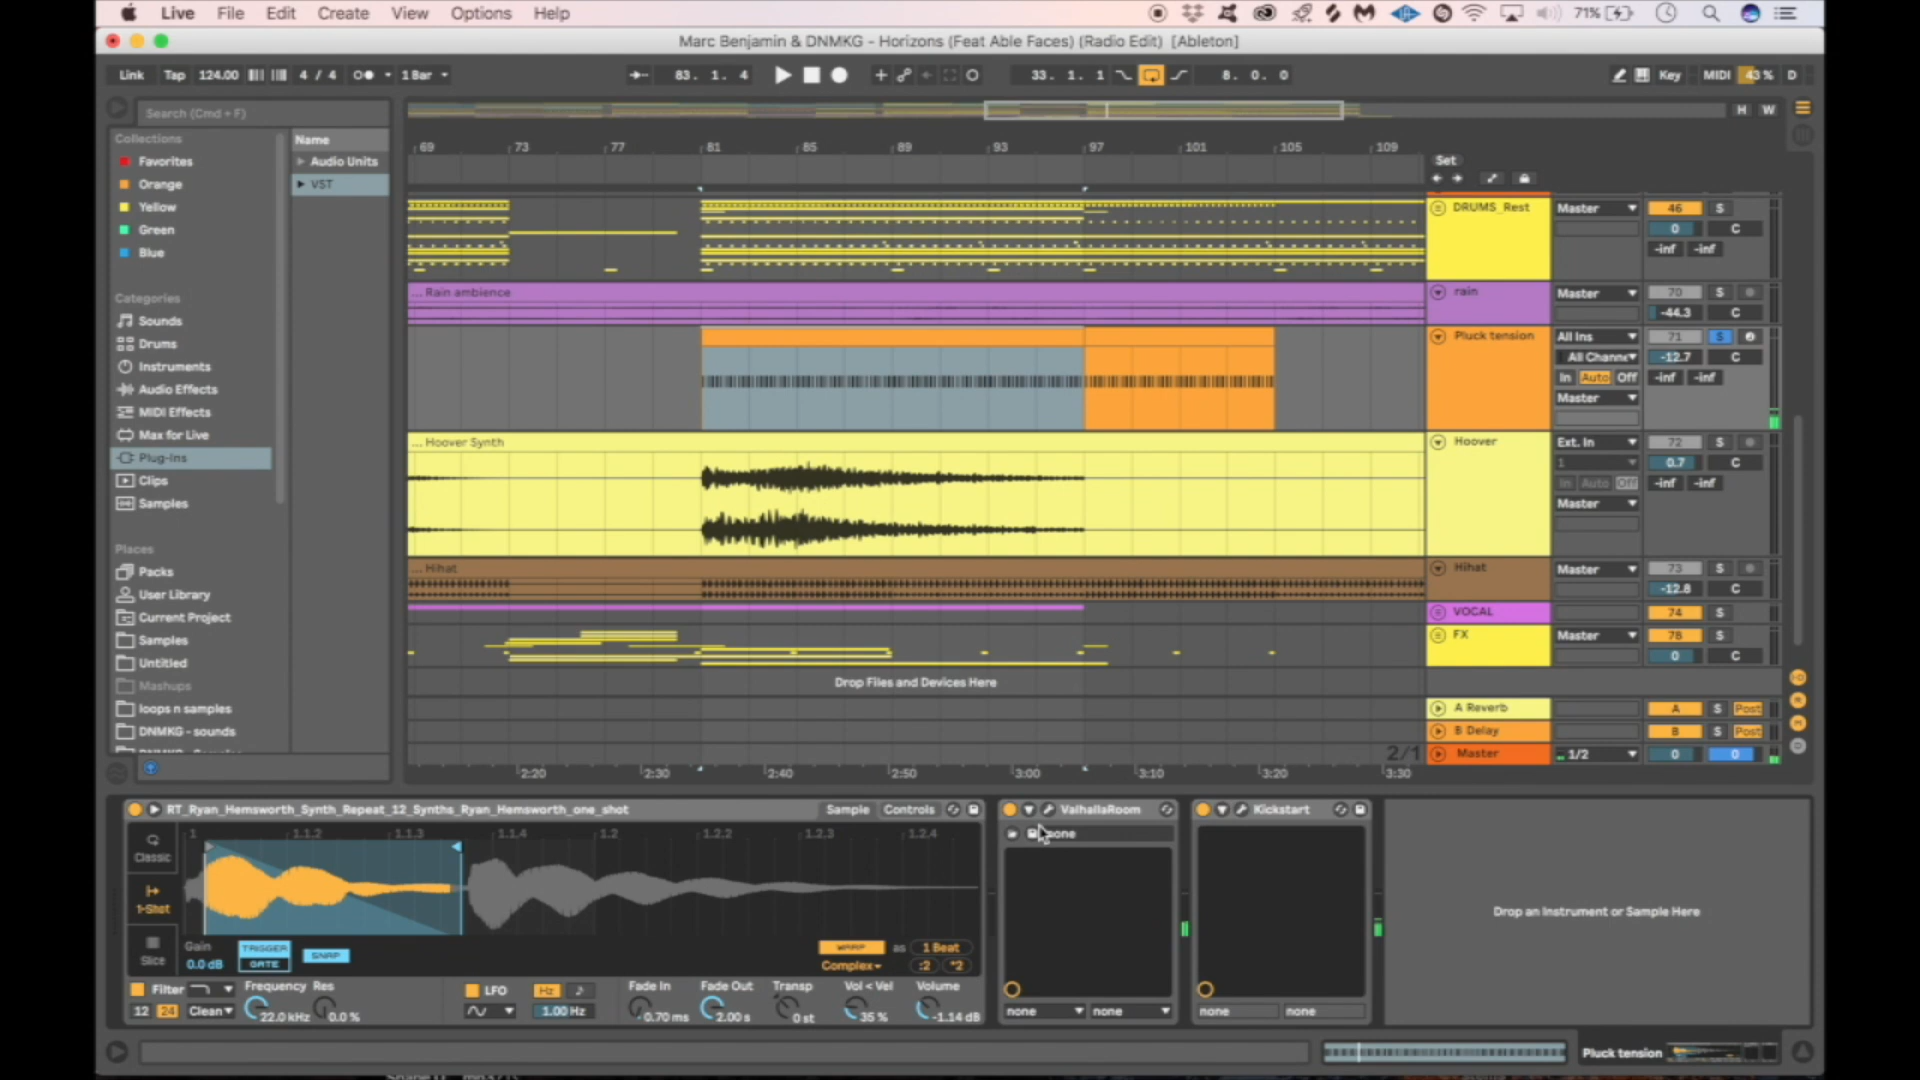 Live File Edit Create View Options Help 71%
Marc Benjamin & DNMKG - Horizons (Feat Able Faces) (Radio Edit) [Ableton]
Link Tap 124.00 4 / 4 1 Bar 83. 1. 4 33. 1. 1 8. 0. 0 Key MIDI 43 % D
Search (Cmd + F) H W
Collections Name 69 73 77 81 85 89 93 97 101 105 109
Favorites Audio Units Set
Orange VST
Yellow DRUMS_Rest Master 46 S
Green 0 C
Blue -inf -inf
Categories ... Rain ambience rain Master 70 S
Sounds -44.3 C
Drums Pluck tension All Ins 71 S
Instruments All Channe -12.7 C
Audio Effects In Auto Off -inf -inf
MIDI Effects Master
Max for Live ... Hoover Synth Hoover Ext. In 72 S
Plug-Ins 1 0.7 C
Clips In Auto Off -inf -inf
Samples Master
Places
Packs ... Hihat Hihat Master 73 S
User Library -12.8 C
Current Project VOCAL 74 S
Samples FX Master 78 S
Untitled 0 C
Mashups Drop Files and Devices Here
loops n samples A Reverb A S Post
DNMKG - sounds B Delay B S Post
2/1 Master 1/2 0 0
2:20 2:30 2:40 2:50 3:00 3:10 3:20 3:30
RT_Ryan_Hemsworth_Synth_Repeat_12_Synths_Ryan_Hemsworth_one_shot Sample Controls ValhallaRoom Kickstart
1 1.1.2 1.1.3 1.1.4 1.2 1.2.2 1.2.3 1.2.4 none
Classic
1-Shot
Drop an Instrument or Sample Here
Slice Gain TRIGGER SNAP WARP as 1 Beat
0.0 dB GATE Complex :2 *2
Filter Frequency Res LFO Hz Fade In Fade Out Transp Vol < Vel Volume
12 24 Clean 22.0 kHz 0.0 % 1.00 Hz 0.70 ms 2.00 s 0 st 35 % -1.14 dB none none none none
Pluck tension